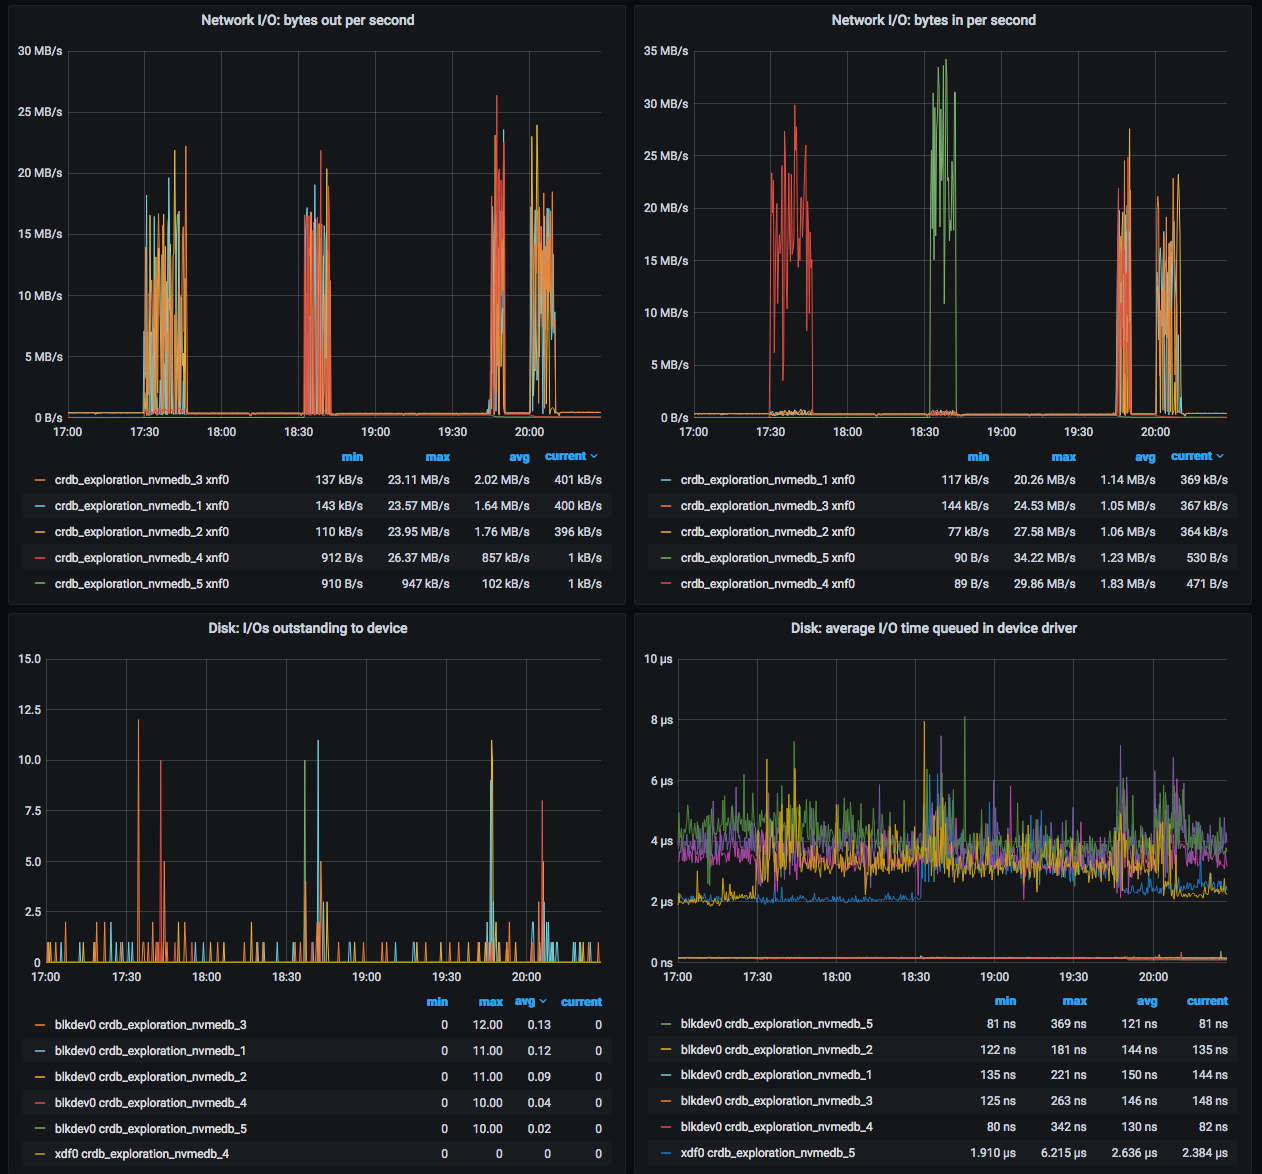 Network I/O: bytes out per second
30 MB/s
25 MB/s
20 MB/s
15 MB/s
10 MB/s
5 MB/s
0 B/s
17:00 17:30 18:00 18:30 19:00 19:30 20:00
min max avg current
crdb_exploration_nvmedb_3 xnf0 137 kB/s 23.11 MB/s 2.02 MB/s 401 kB/s
crdb_exploration_nvmedb_1 xnf0 143 kB/s 23.57 MB/s 1.64 MB/s 400 kB/s
crdb_exploration_nvmedb_2 xnf0 110 kB/s 23.95 MB/s 1.76 MB/s 396 kB/s
crdb_exploration_nvmedb_4 xnf0 912 B/s 26.37 MB/s 857 kB/s 1 kB/s
crdb_exploration_nvmedb_5 xnf0 910 B/s 947 kB/s 102 kB/s 1 kB/s
Network I/O: bytes in per second
35 MB/s
30 MB/s
25 MB/s
20 MB/s
15 MB/s
10 MB/s
5 MB/s
0 B/s
17:00 17:30 18:00 18:30 19:00 19:30 20:00
min max avg current
crdb_exploration_nvmedb_1 xnf0 117 kB/s 20.26 MB/s 1.14 MB/s 369 kB/s
crdb_exploration_nvmedb_3 xnf0 144 kB/s 24.53 MB/s 1.05 MB/s 367 kB/s
crdb_exploration_nvmedb_2 xnf0 77 kB/s 27.58 MB/s 1.06 MB/s 364 kB/s
crdb_exploration_nvmedb_5 xnf0 90 B/s 34.22 MB/s 1.23 MB/s 530 B/s
crdb_exploration_nvmedb_4 xnf0 89 B/s 29.86 MB/s 1.83 MB/s 471 B/s
Disk: I/Os outstanding to device
15.0
12.5
10.0
7.5
5.0
2.5
0
17:00 17:30 18:00 18:30 19:00 19:30 20:00
min max avg current
blkdev0 crdb_exploration_nvmedb_3 0 12.00 0.13 0
blkdev0 crdb_exploration_nvmedb_1 0 11.00 0.12 0
blkdev0 crdb_exploration_nvmedb_2 0 11.00 0.09 0
blkdev0 crdb_exploration_nvmedb_4 0 10.00 0.04 0
blkdev0 crdb_exploration_nvmedb_5 0 10.00 0.02 0
xdf0 crdb_exploration_nvmedb_4 0 0 0 0
Disk: average I/O time queued in device driver
10 µs
8 µs
6 µs
4 µs
2 µs
0 ns
17:00 17:30 18:00 18:30 19:00 19:30 20:00
min max avg current
blkdev0 crdb_exploration_nvmedb_5 81 ns 369 ns 121 ns 81 ns
blkdev0 crdb_exploration_nvmedb_2 122 ns 181 ns 144 ns 135 ns
blkdev0 crdb_exploration_nvmedb_1 135 ns 221 ns 150 ns 144 ns
blkdev0 crdb_exploration_nvmedb_3 125 ns 263 ns 146 ns 148 ns
blkdev0 crdb_exploration_nvmedb_4 80 ns 342 ns 130 ns 82 ns
xdf0 crdb_exploration_nvmedb_5 1.910 µs 6.215 µs 2.636 µs 2.384 µs